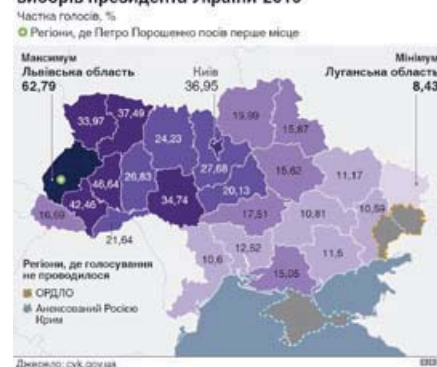 виборів президента України 2019
Частка голосів, %
Регіони, де Петро Порошенко посів перше місце
Максимум
Львівська область
62,79
Київ
36,95
Мінімум
Луганська область
8,43
33,97
37,49
19,99
15,87
24,23
27,68
15,62
11,17
46,64
26,83
20,13
42,46
34,74
16,69
17,51
10,81
10,59
21,64
12,52
10,6
11,5
15,05
Регіони, де голосування
не проводилося
ОРДЛО
Анексований Росією
Крим
Джерело: cvk.gov.ua
BBC